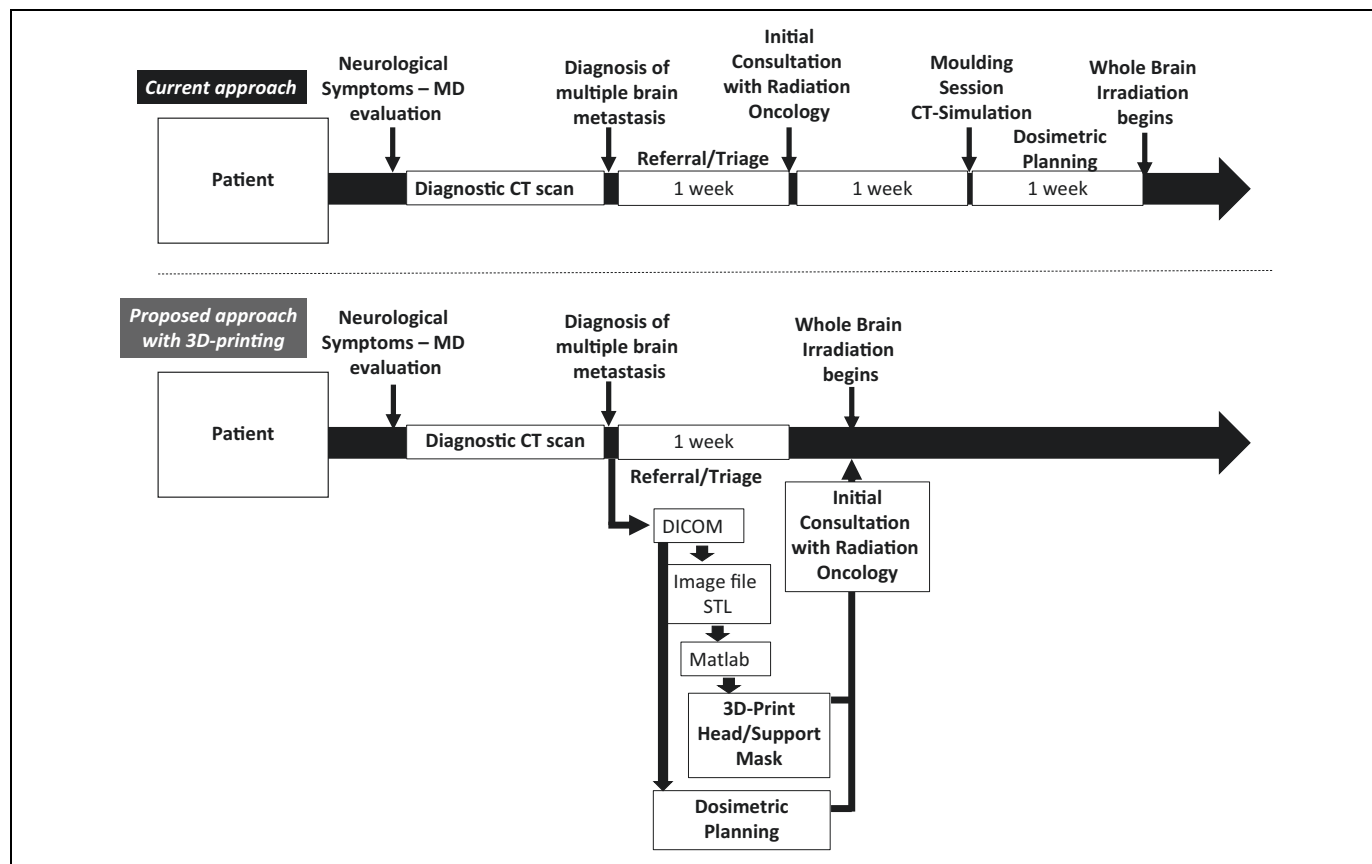 Current approach
Neurological
Symptoms – MD
evaluation
Diagnosis of
multiple brain
metastasis
Initial
Consultation
with Radiation
Oncology
Moulding
Session
CT-Simulation
Whole Brain
Irradiation
begins
Patient
Diagnostic CT scan
Referral/Triage
1 week
1 week
Dosimetric
Planning
1 week
Proposed approach
with 3D-printing
Neurological
Symptoms – MD
evaluation
Diagnosis of
multiple brain
metastasis
Whole Brain
Irradiation
begins
Patient
Diagnostic CT scan
1 week
Referral/Triage
DICOM
Image file
STL
Matlab
3D-Print
Head/Support
Mask
Dosimetric
Planning
Initial
Consultation
with Radiation
Oncology